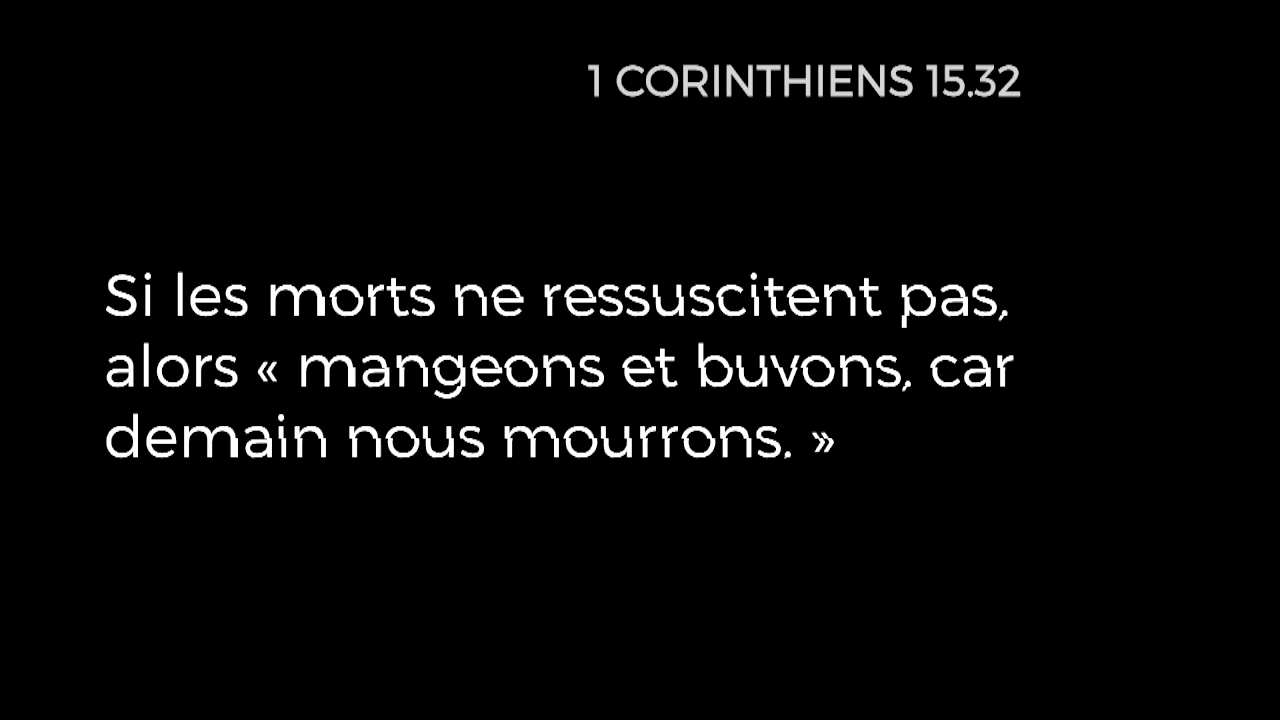 1 CORINTHIENS 15.32
Si les morts ne ressuscitent pas,
alors « mangeons et buvons, car
demain nous mourrons. »